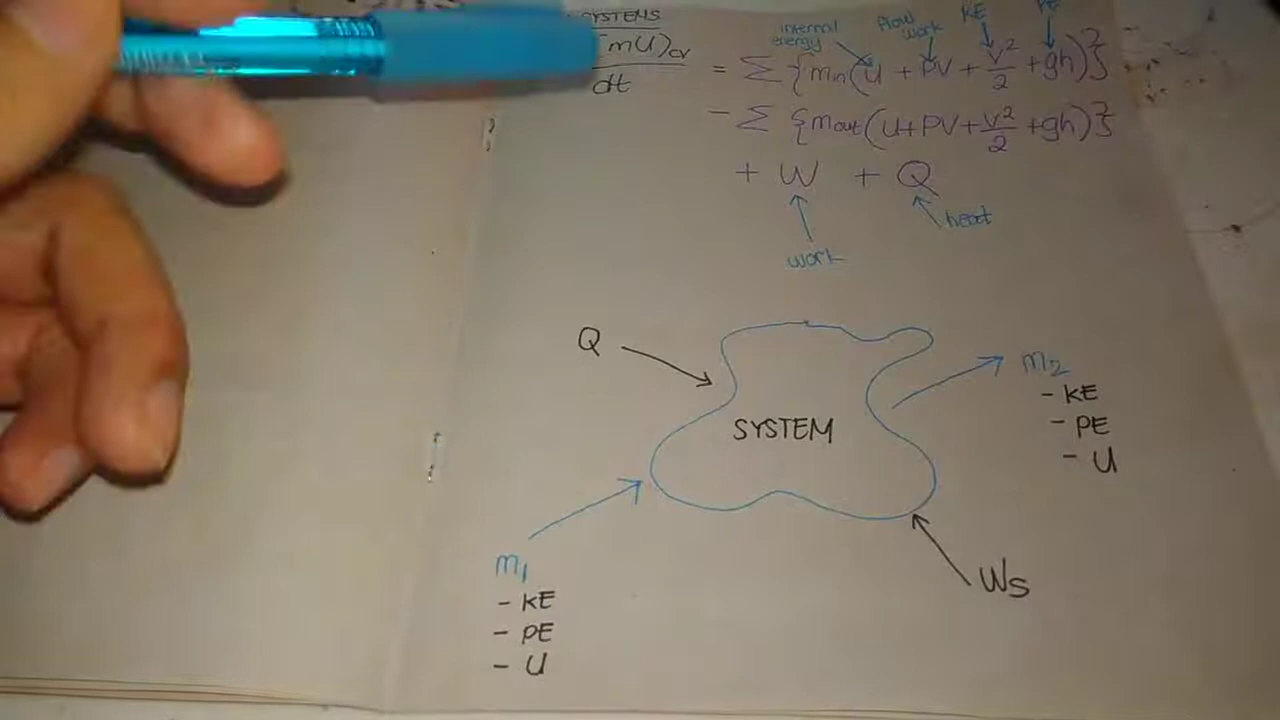 SYSTEMS
internal energy
flow work
KE
PE
mU)cv
dt
= Σ {min(U + PV + v²/2 + gh)}
- Σ {mout(U+PV+v²/2 +gh)}
+ W + Q
work
heat
Q
SYSTEM
m2
- KE
- PE
- U
m1
- KE
- PE
- U
Ws